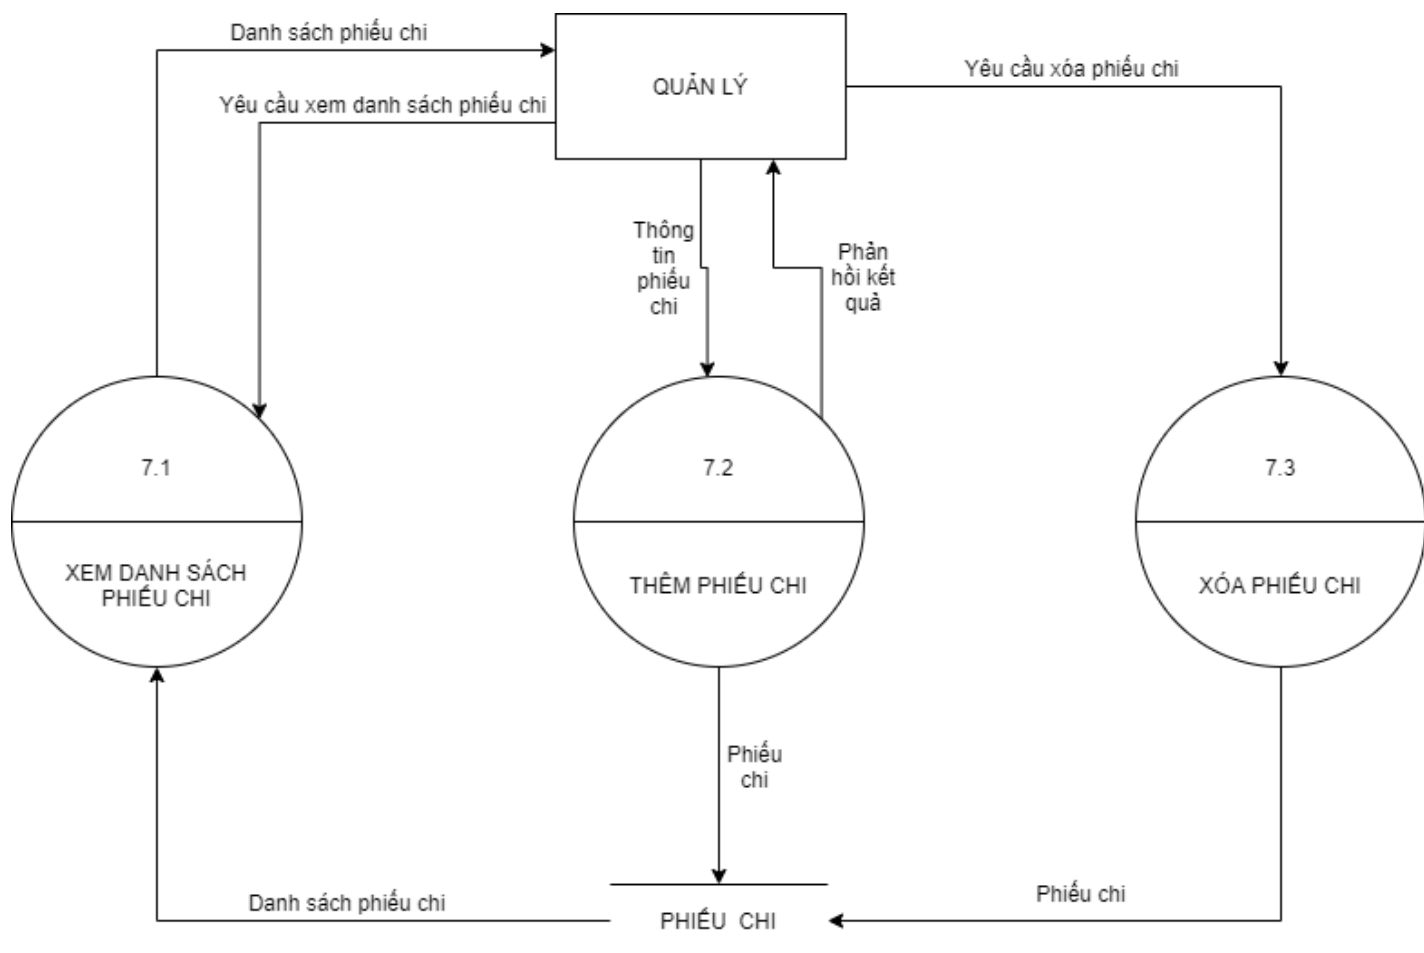 Danh sách phiếu chi
QUẢN LÝ
Yêu cầu xóa phiếu chi
Yêu cầu xem danh sách phiếu chi
Thông
tin
phiếu
chi
Phản
hồi kết
quả
7.1
XEM DANH SÁCH
PHIẾU CHI
7.2
THÊM PHIẾU CHI
7.3
XÓA PHIẾU CHI
Phiếu
chi
Danh sách phiếu chi
PHIẾU CHI
Phiếu chi